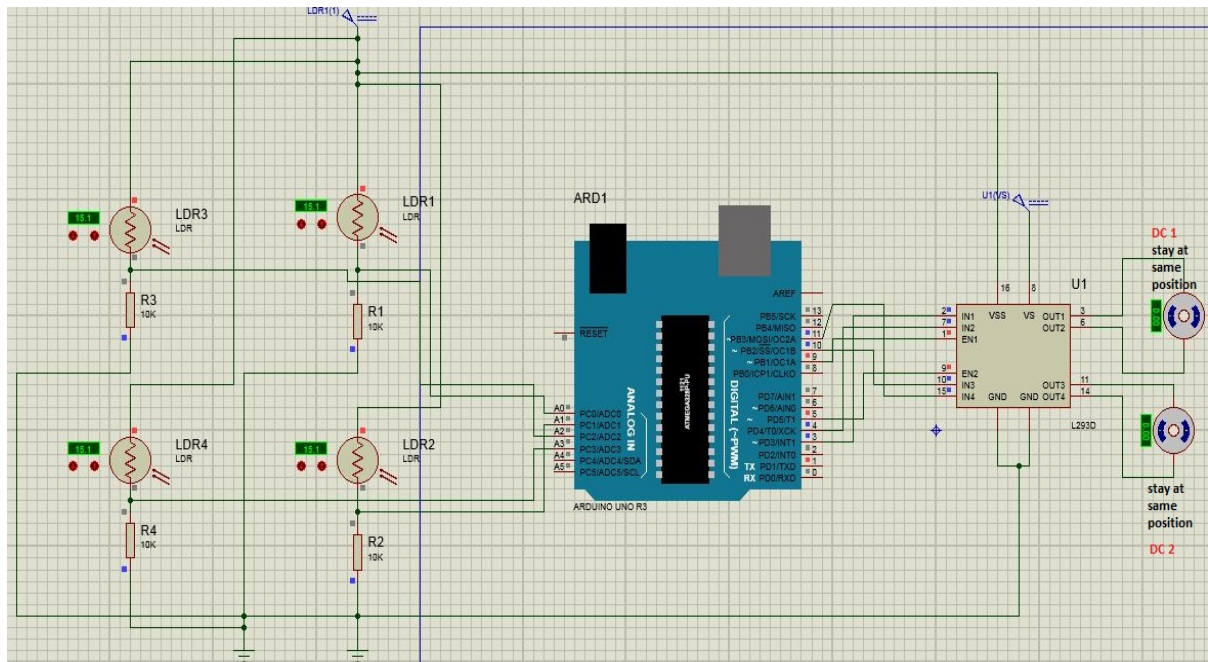 LDR1(1)
LDR3
LDR
15.1
LDR1
LDR
15.1
R3
10K
R1
10K
LDR4
LDR
15.1
LDR2
LDR
15.1
R4
10K
R2
10K
ARD1
RESET
AREF
PB5/SCK 13
PB4/MISO 12
~PB3/MOSI/OC2A 11
~PB2/SS/OC1B 10
~PB1/OC1A 9
PB0/ICP1/CLKO 8
PD7/AIN1 7
~PD6/AIN0 6
~PD5/T1 5
PD4/T0/XCK 4
~PD3/INT1 3
PD2/INT0 2
TX PD1/TXD 1
RX PD0/RXD 0
A0 PC0/ADC0
A1 PC1/ADC1
A2 PC2/ADC2
A3 PC3/ADC3
A4 PC4/ADC4/SDA
A5 PC5/ADC5/SCL
ANALOG IN
ATMEGA328P-PU
DIGITAL (~PWM)
ARDUINO UNO R3
U1(VS)
U1
16 8
VSS VS
2 IN1
7 IN2
1 EN1
9 EN2
10 IN3
15 IN4
OUT1 3
OUT2 6
OUT3 11
OUT4 14
GND GND
L293D
DC 1
stay at
same
position
0.00
0.00
stay at
same
position
DC 2